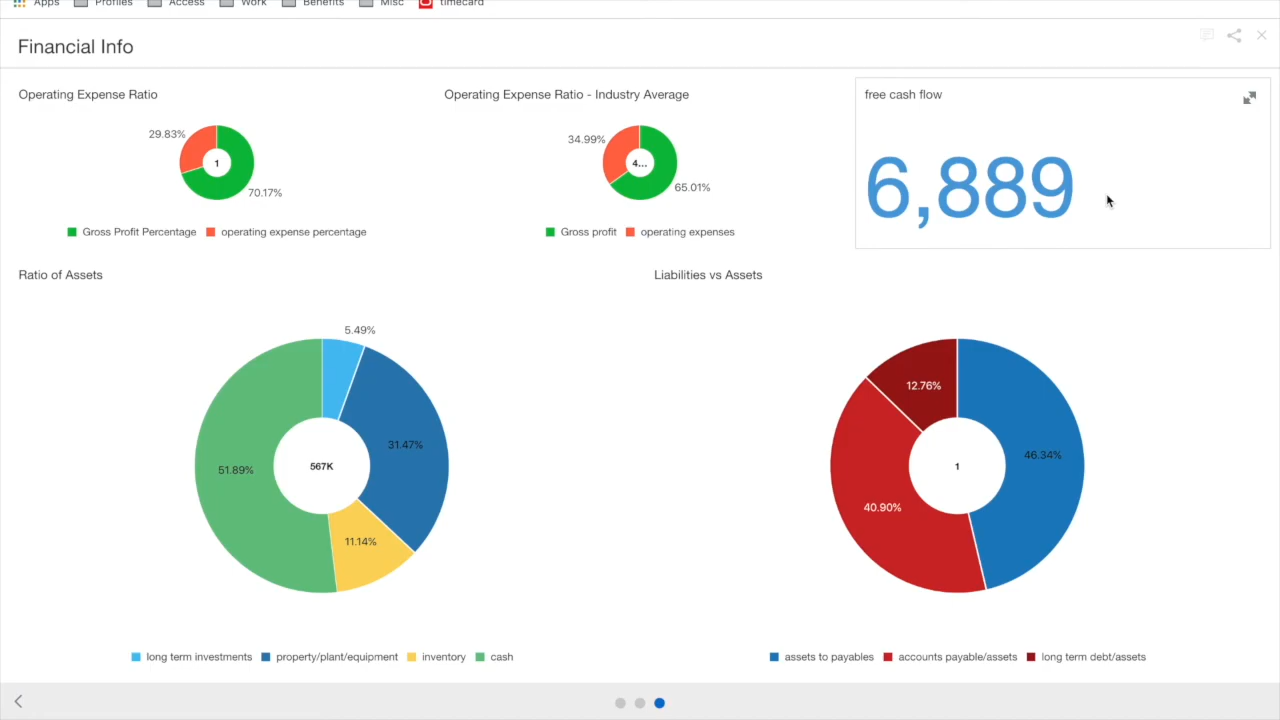 Apps Profiles Access Work Benefits Misc timecard
Financial Info
Operating Expense Ratio
29.83%
1
70.17%
Gross Profit Percentage operating expense percentage
Operating Expense Ratio - Industry Average
34.99%
4...
65.01%
Gross profit operating expenses
free cash flow
6,889
Ratio of Assets
5.49%
31.47%
51.89%
567K
11.14%
long term investments property/plant/equipment inventory cash
Liabilities vs Assets
12.76%
46.34%
1
40.90%
assets to payables accounts payable/assets long term debt/assets